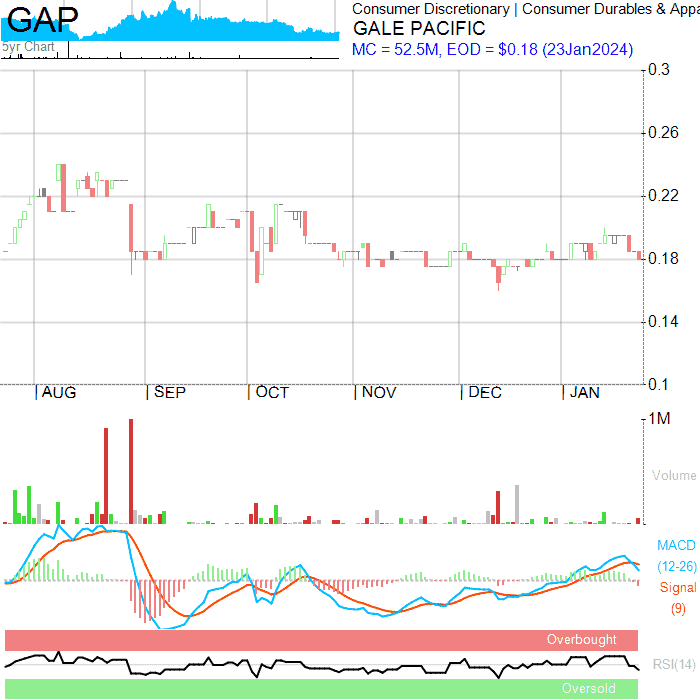 GAP
5yr Chart
Consumer Discretionary | Consumer Durables & Appa
GALE PACIFIC
MC = 52.5M, EOD = $0.18 (23Jan2024)
0.3
0.26
0.22
0.18
0.14
0.1
AUG SEP OCT NOV DEC JAN
1M
Volume
MACD
(12-26)
Signal
(9)
Overbought
RSI(14)
Oversold